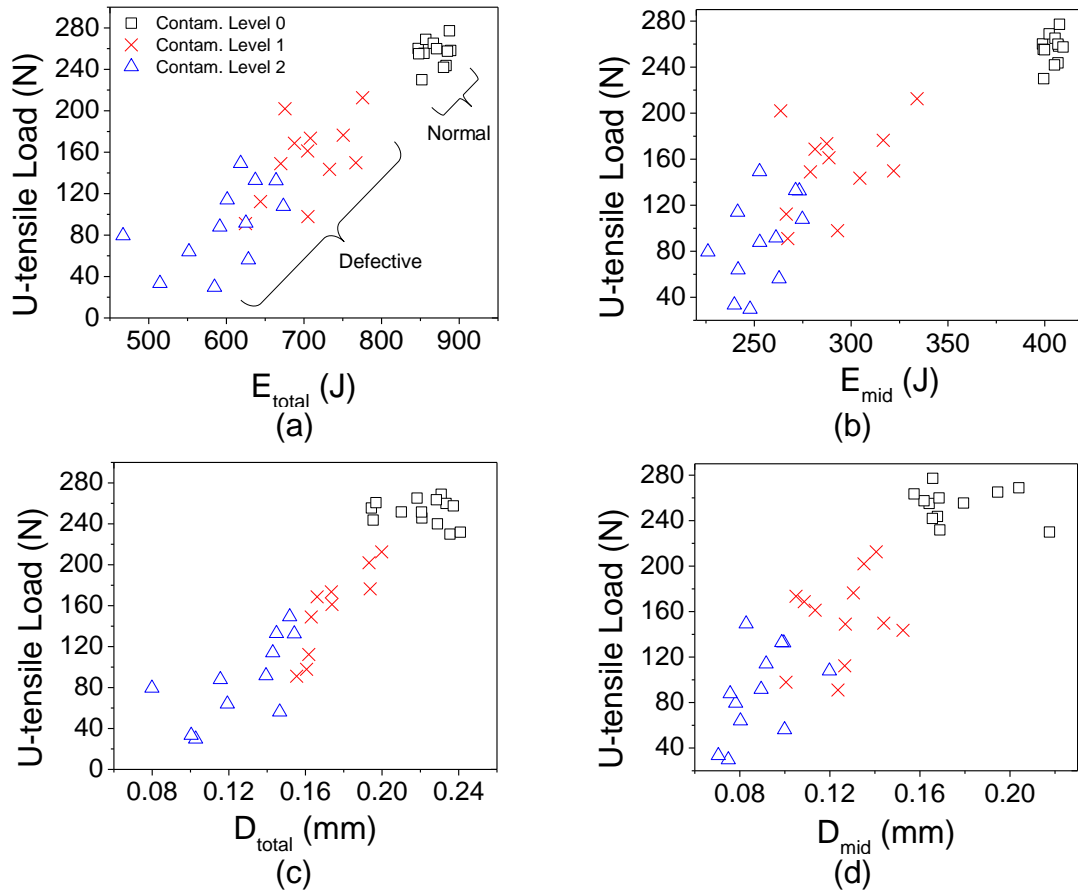 U-tensile Load (N)
280
240
200
160
120
80
40
0
Contam. Level 0
Contam. Level 1
Contam. Level 2
Normal
Defective
500 600 700 800 900
E_total (J)
(a)
U-tensile Load (N)
280
240
200
160
120
80
40
250 300 350 400
E_mid (J)
(b)
U-tensile Load (N)
280
240
200
160
120
80
40
0
0.08 0.12 0.16 0.20 0.24
D_total (mm)
(c)
U-tensile Load (N)
280
240
200
160
120
80
40
0.08 0.12 0.16 0.20
D_mid (mm)
(d)